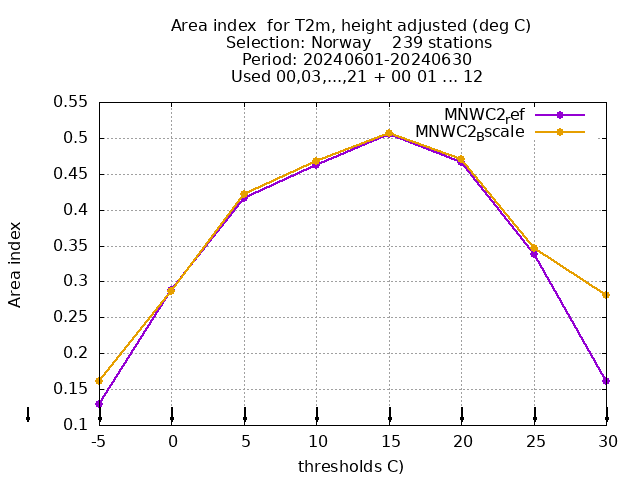 Area index  for T2m, height adjusted (deg C)
Selection: Norway    239 stations
Period: 20240601-20240630
Used 00,03,...,21 + 00 01 ... 12
0.55
MNWC2ref
0.5
MNWC2Bscale
0.45
0.4
0.35
0.3
0.25
0.2
0.15
0.1
Area index
-5 0 5 10 15 20 25 30
thresholds C)